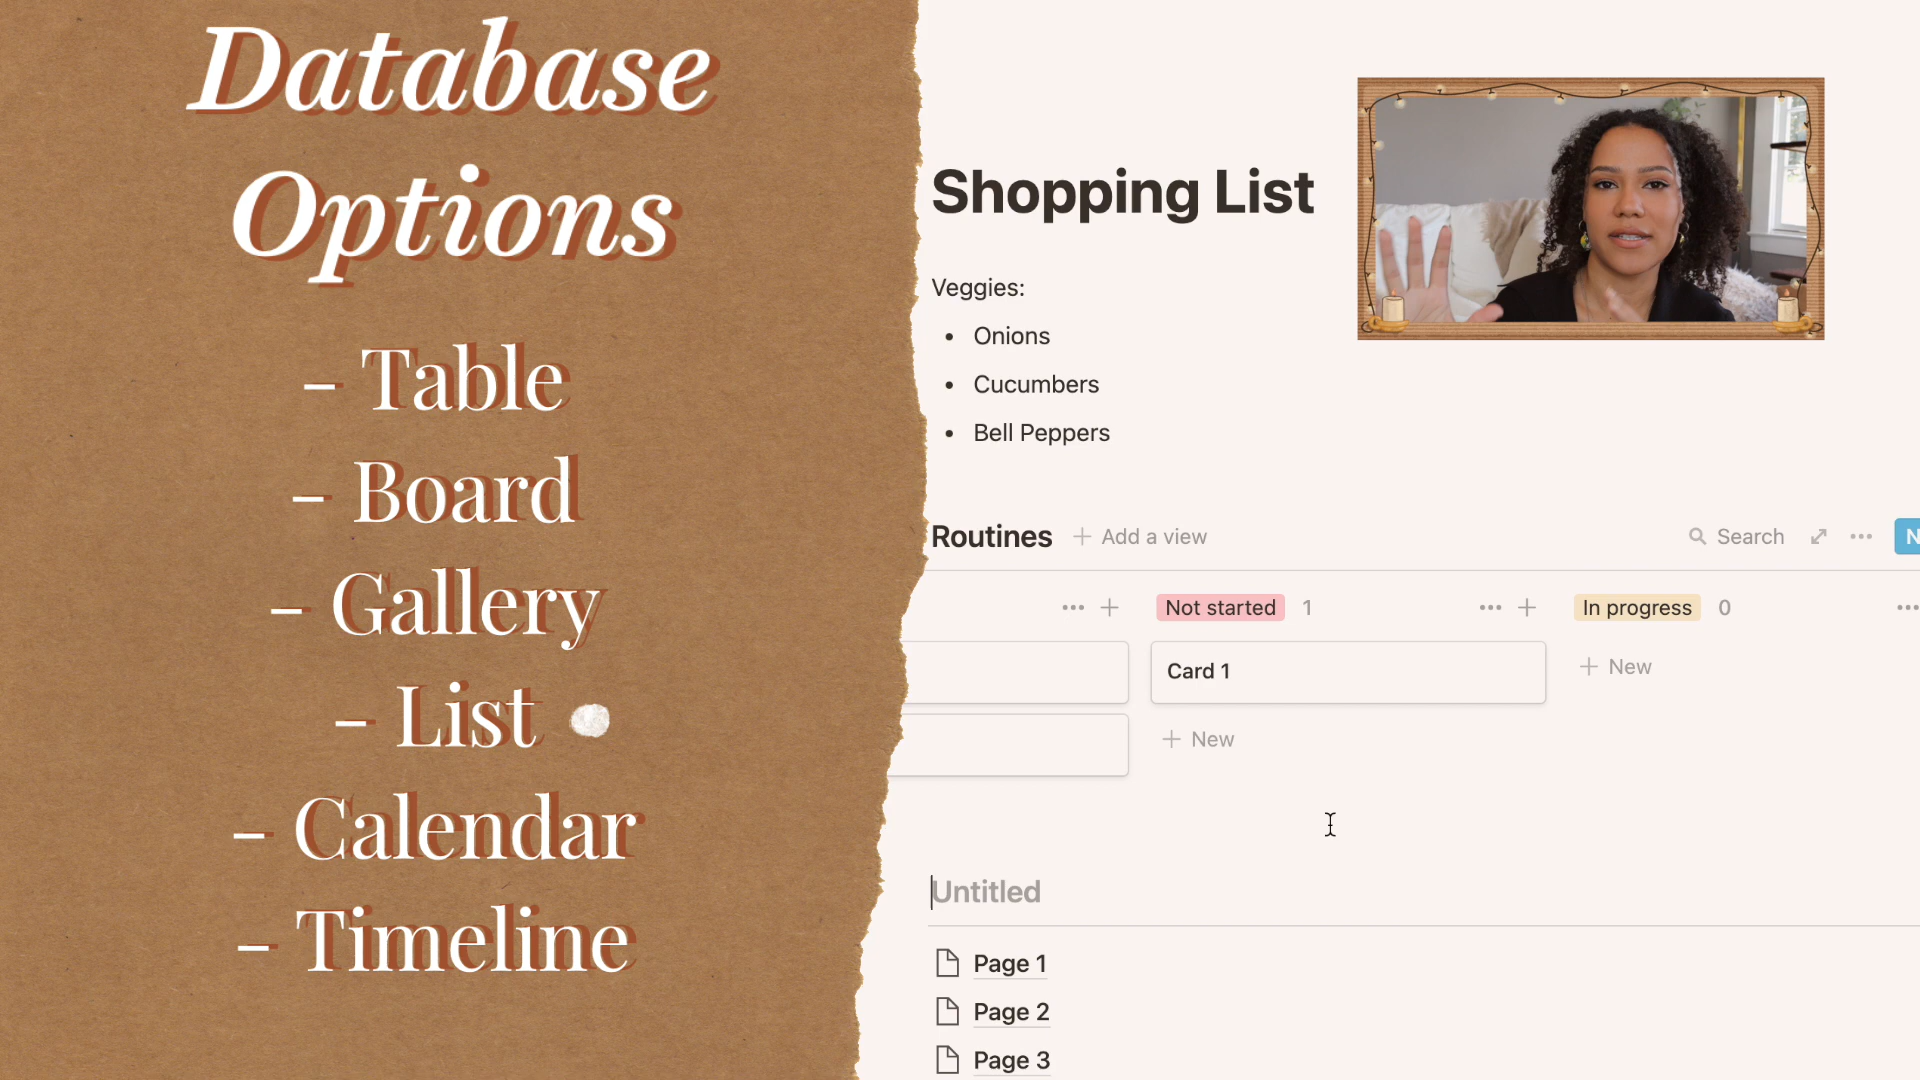 Database
Options
- Table
- Board
- Gallery
- List
- Calendar
- Timeline
Shopping List
Veggies:
• Onions
• Cucumbers
• Bell Peppers
Routines + Add a view Search
Not started 1 In progress 0
Card 1
+ New
+ New
Untitled
Page 1
Page 2
Page 3